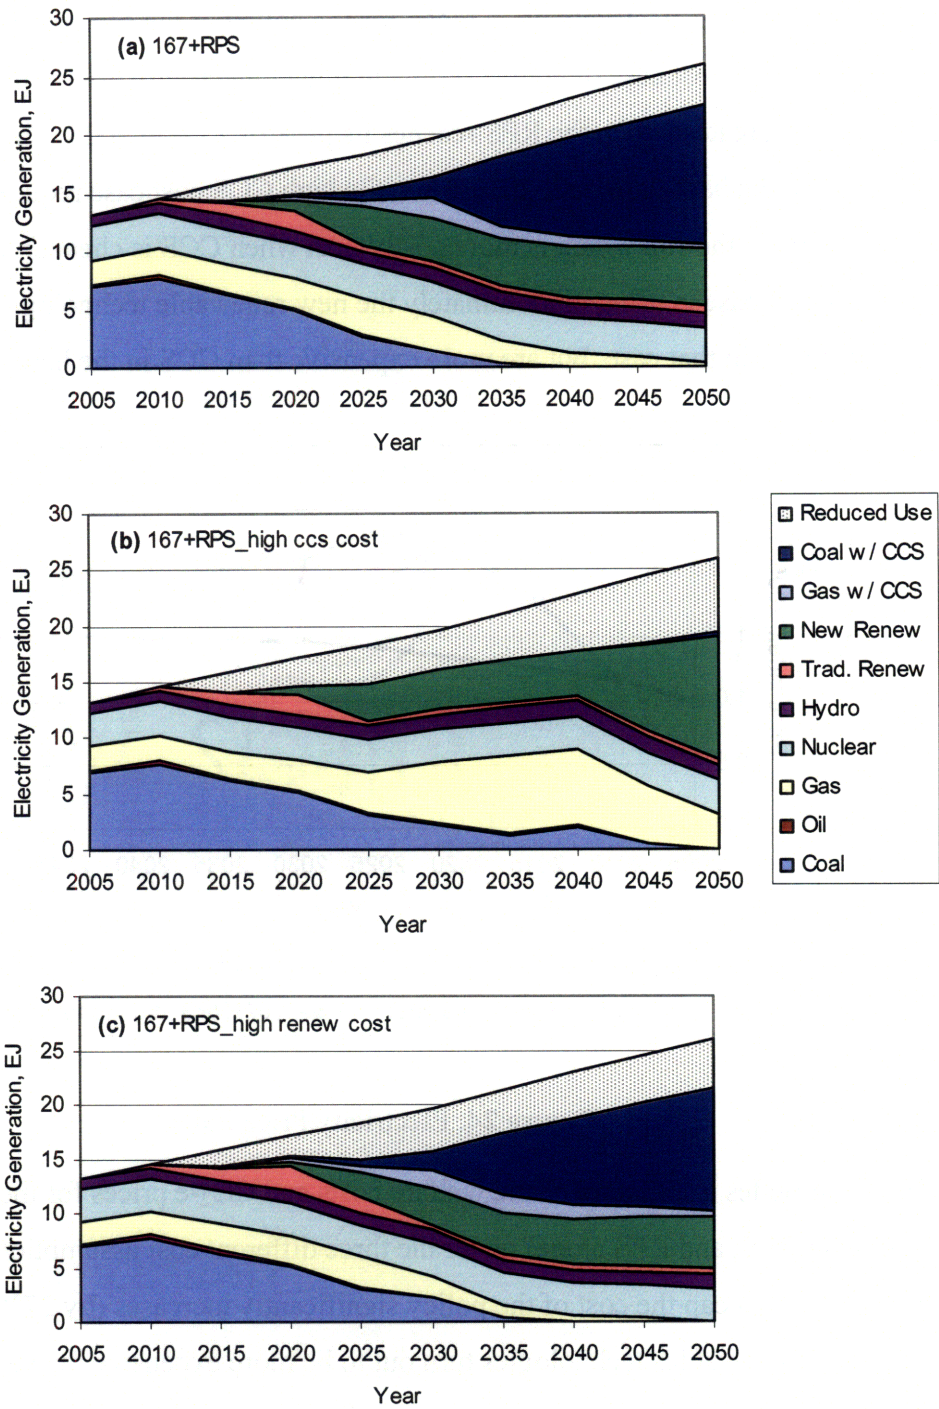 (a) 167+RPS
Electricity Generation, EJ
30
25
20
15
10
5
0
2005 2010 2015 2020 2025 2030 2035 2040 2045 2050
Year
(b) 167+RPS_high ccs cost
Electricity Generation, EJ
30
25
20
15
10
5
0
2005 2010 2015 2020 2025 2030 2035 2040 2045 2050
Year
Reduced Use
Coal w / CCS
Gas w / CCS
New Renew
Trad. Renew
Hydro
Nuclear
Gas
Oil
Coal
(c) 167+RPS_high renew cost
Electricity Generation, EJ
30
25
20
15
10
5
0
2005 2010 2015 2020 2025 2030 2035 2040 2045 2050
Year